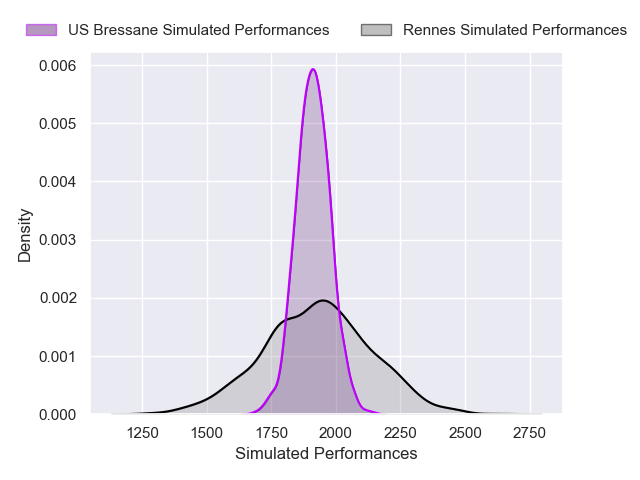 US Bressane Simulated Performances Rennes Simulated Performances
0.006
0.005
0.004
0.003
0.002
0.001
0.000
Density
1250 1500 1750 2000 2250 2500 2750
Simulated Performances